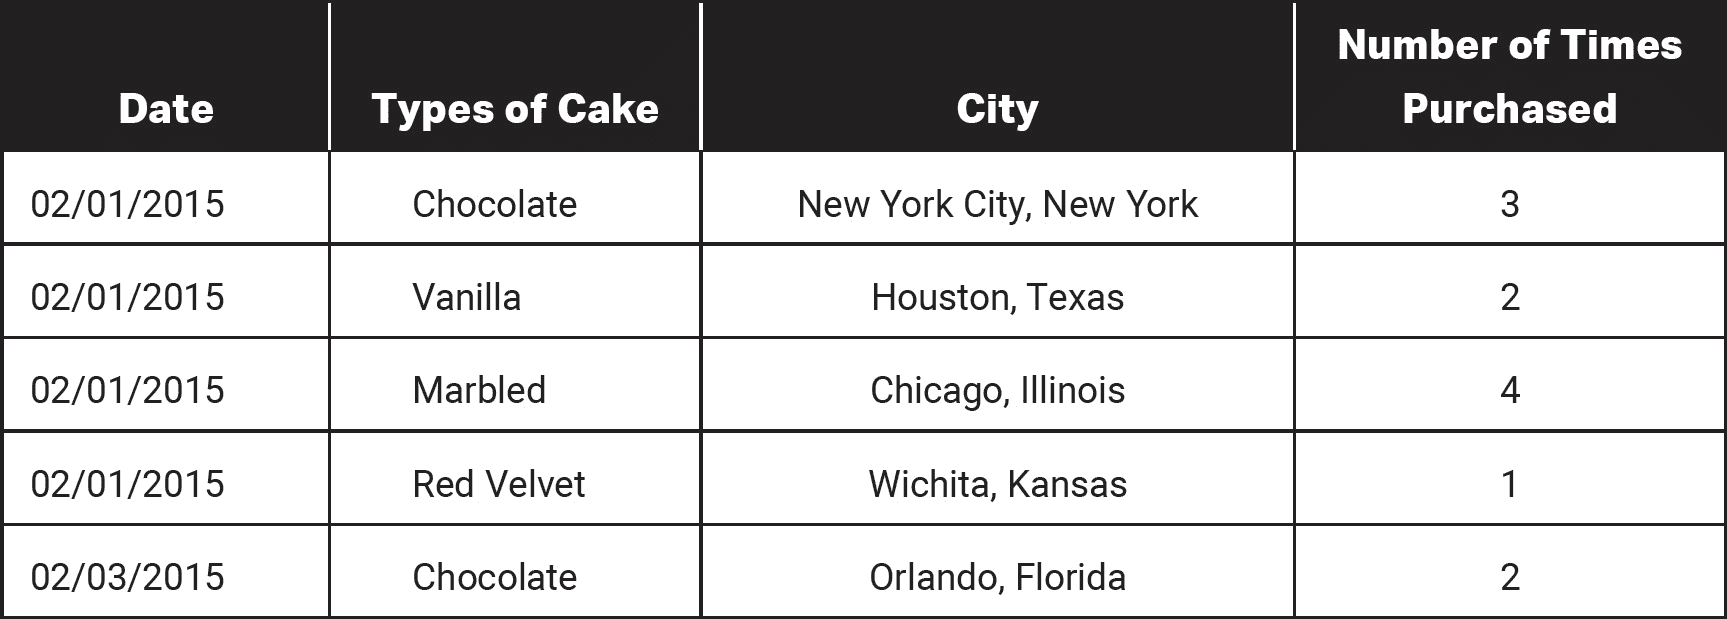 Date Types of Cake City Number of Times Purchased
02/01/2015 Chocolate New York City, New York 3
02/01/2015 Vanilla Houston, Texas 2
02/01/2015 Marbled Chicago, Illinois 4
02/01/2015 Red Velvet Wichita, Kansas 1
02/03/2015 Chocolate Orlando, Florida 2